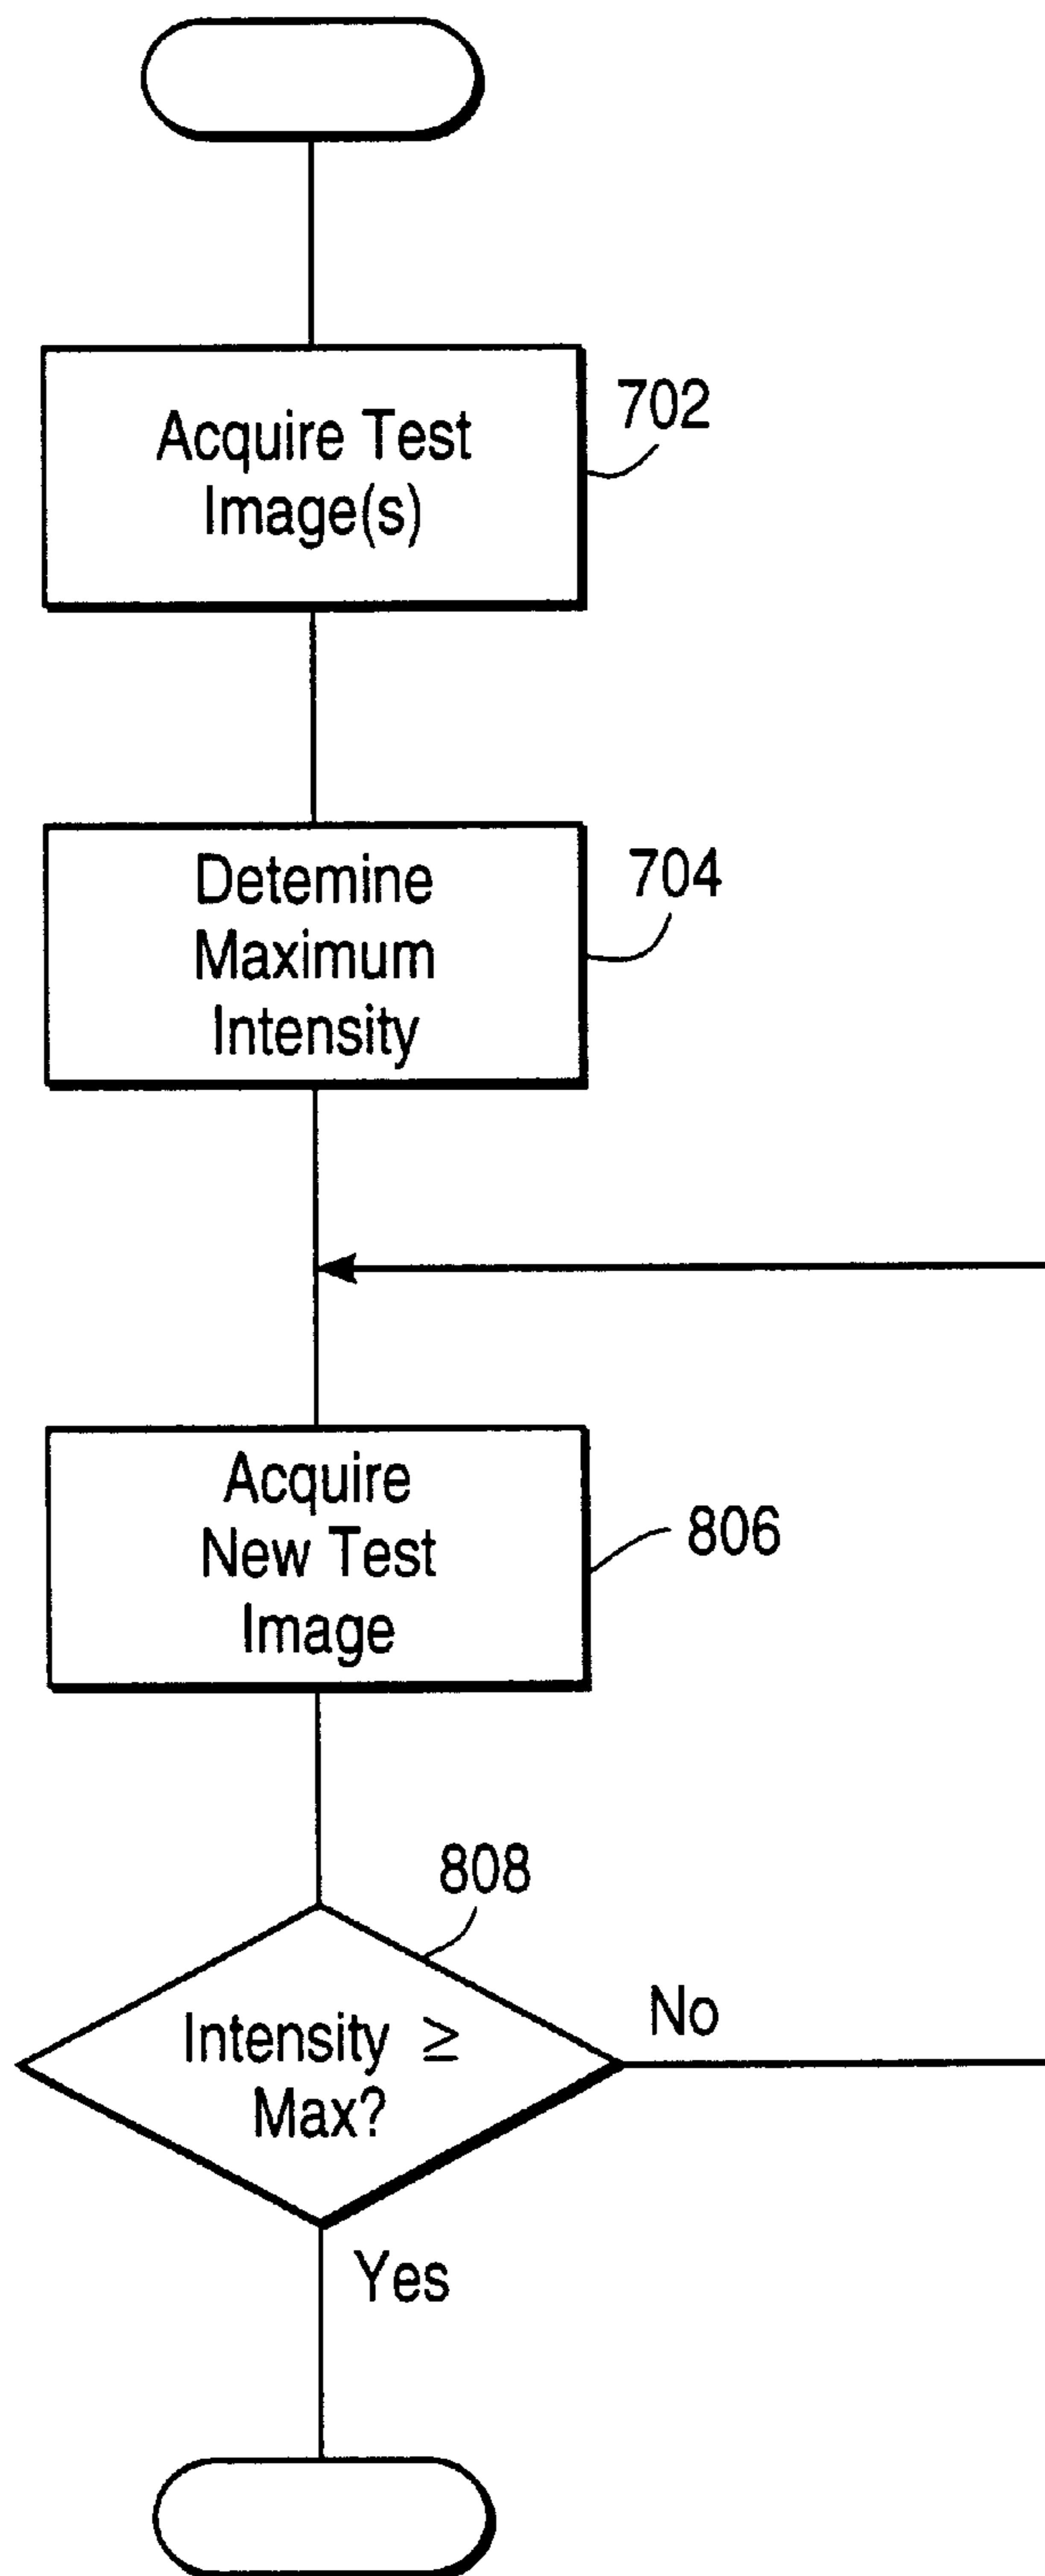 Acquire Test
Image(s)
702
Detemine
Maximum
Intensity
704
Acquire
New Test
Image
806
808
Intensity ≥
Max?
No
Yes